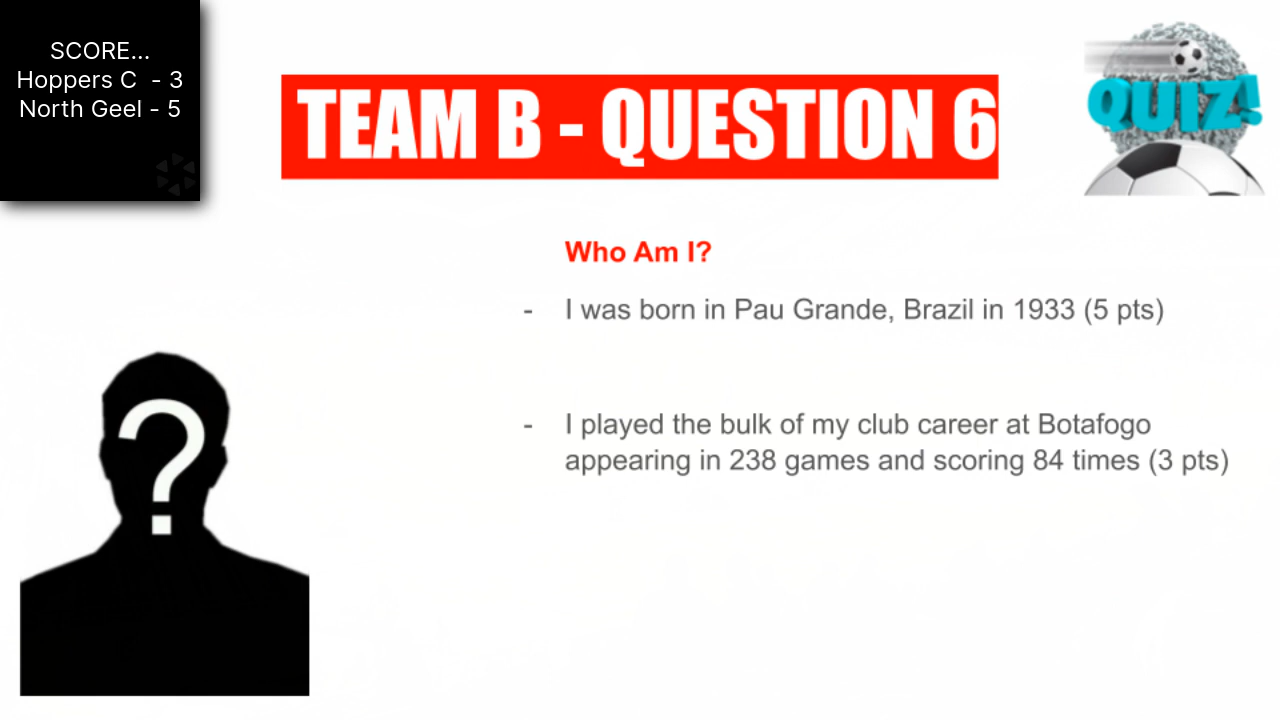 SCORE...
Hoppers C - 3
North Geel - 5
TEAM B - QUESTION 6
QUIZ!
Who Am I?
- I was born in Pau Grande, Brazil in 1933 (5 pts)
- I played the bulk of my club career at Botafogo
appearing in 238 games and scoring 84 times (3 pts)
?